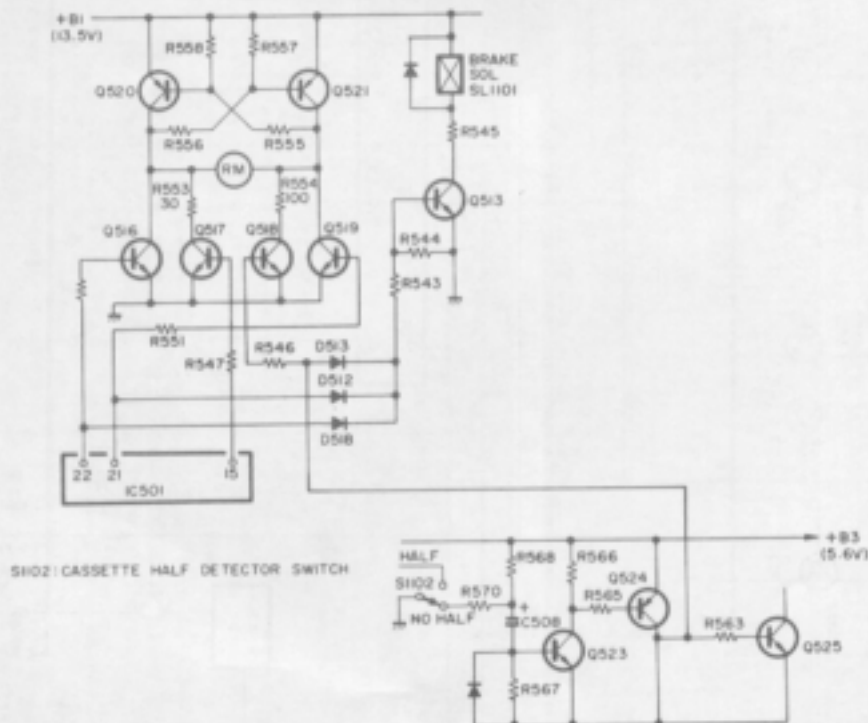 +B1
(13.5V)
R558
R557
Q520
Q521
BRAKE
SOL
SL1101
R556
R555
R545
RM
R553
30
R554
100
Q513
Q516
Q517
Q518
Q519
R544
R543
R551
R547
R546
D513
D512
D518
22
21
15
IC501
S1102:CASSETTE HALF DETECTOR SWITCH
+B3
(5.6V)
HALF
S1102
NO HALF
R570
R568
R566
Q524
R565
+
C508
R563
Q523
Q525
R567